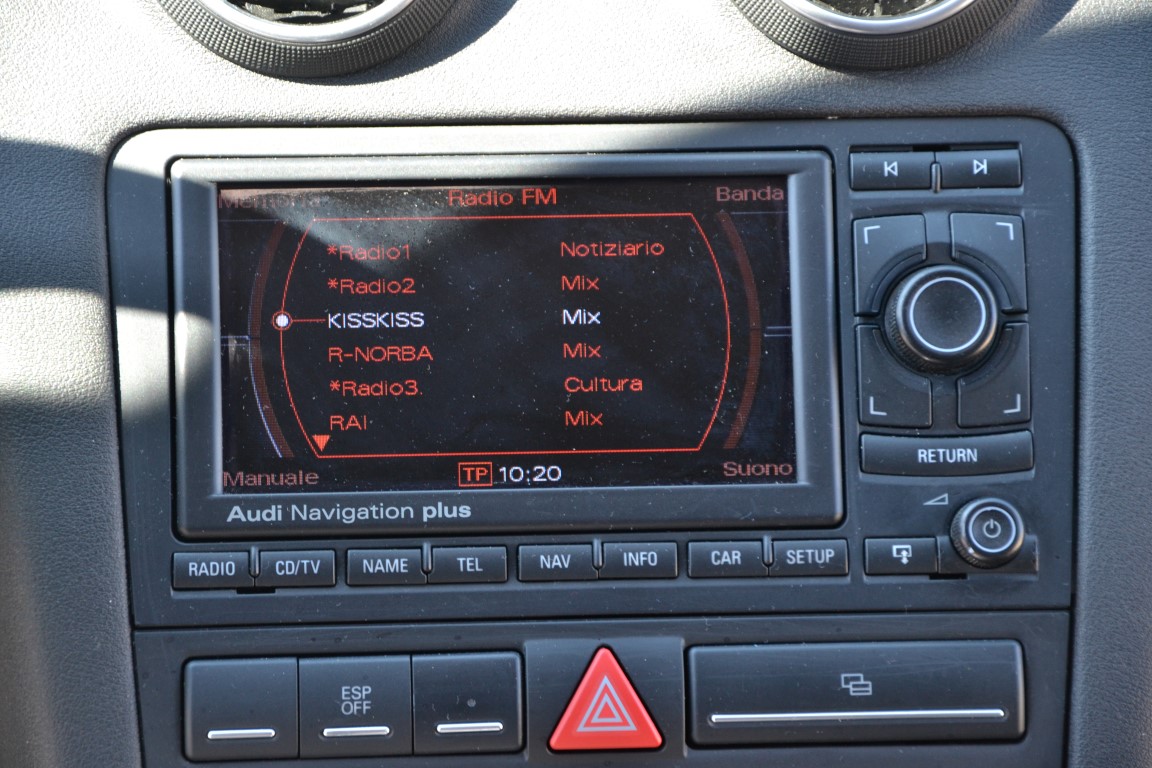 Memoria Radio FM Banda
*Radio1 Notiziario
*Radio2 Mix
KISSKISS Mix
R-NORBA Mix
*Radio3. Cultura
RAI Mix
Manuale TP 10:20 Suono
Audi Navigation plus
RETURN
RADIO CD/TV NAME TEL NAV INFO CAR SETUP
ESP
OFF